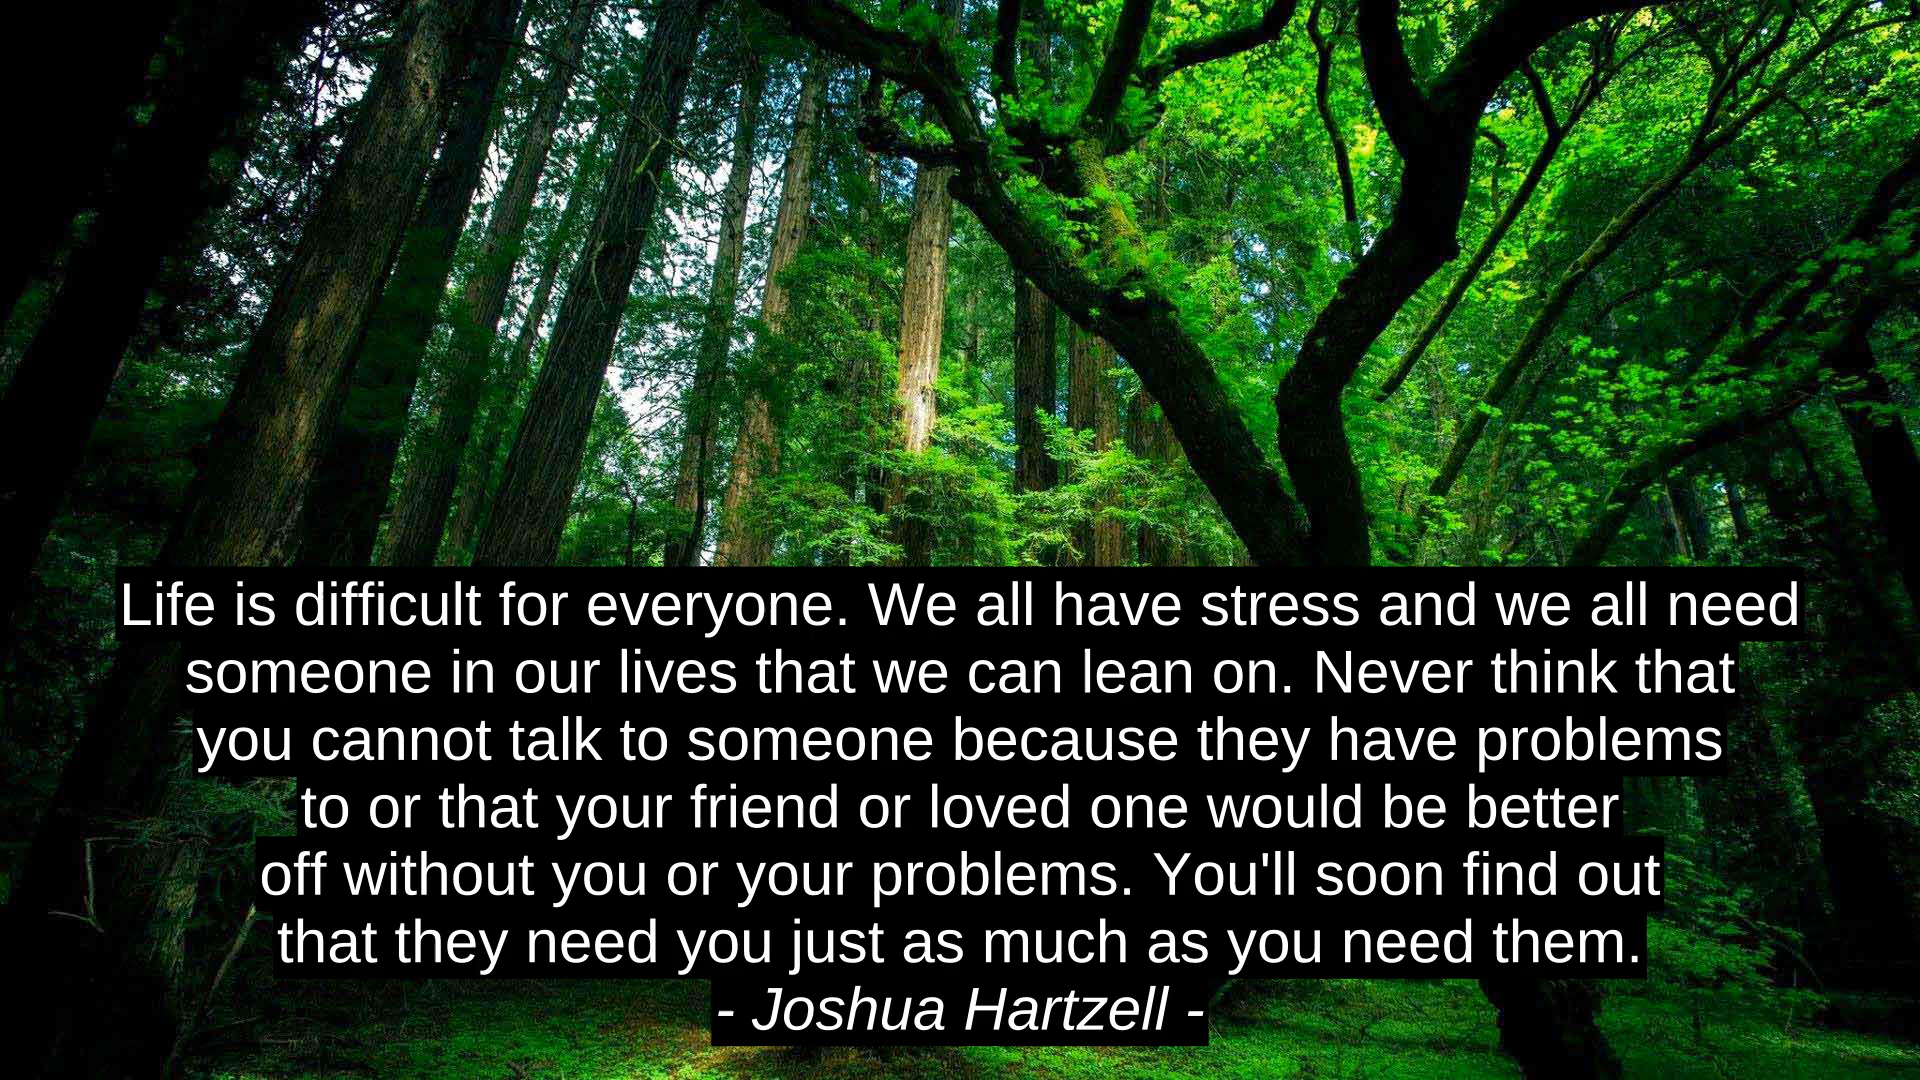 Life is difficult for everyone. We all have stress and we all need
someone in our lives that we can lean on. Never think that
you cannot talk to someone because they have problems
to or that your friend or loved one would be better
off without you or your problems. You'll soon find out
that they need you just as much as you need them.
- Joshua Hartzell -